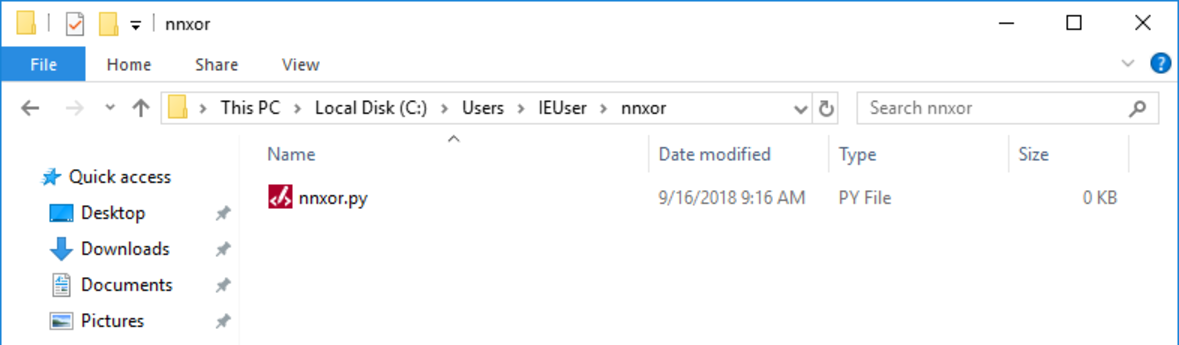 nnxor
File Home Share View
This PC Local Disk (C:) Users IEUser nnxor Search nnxor
Name Date modified Type Size
Quick access
nnxor.py 9/16/2018 9:16 AM PY File 0 KB
Desktop
Downloads
Documents
Pictures